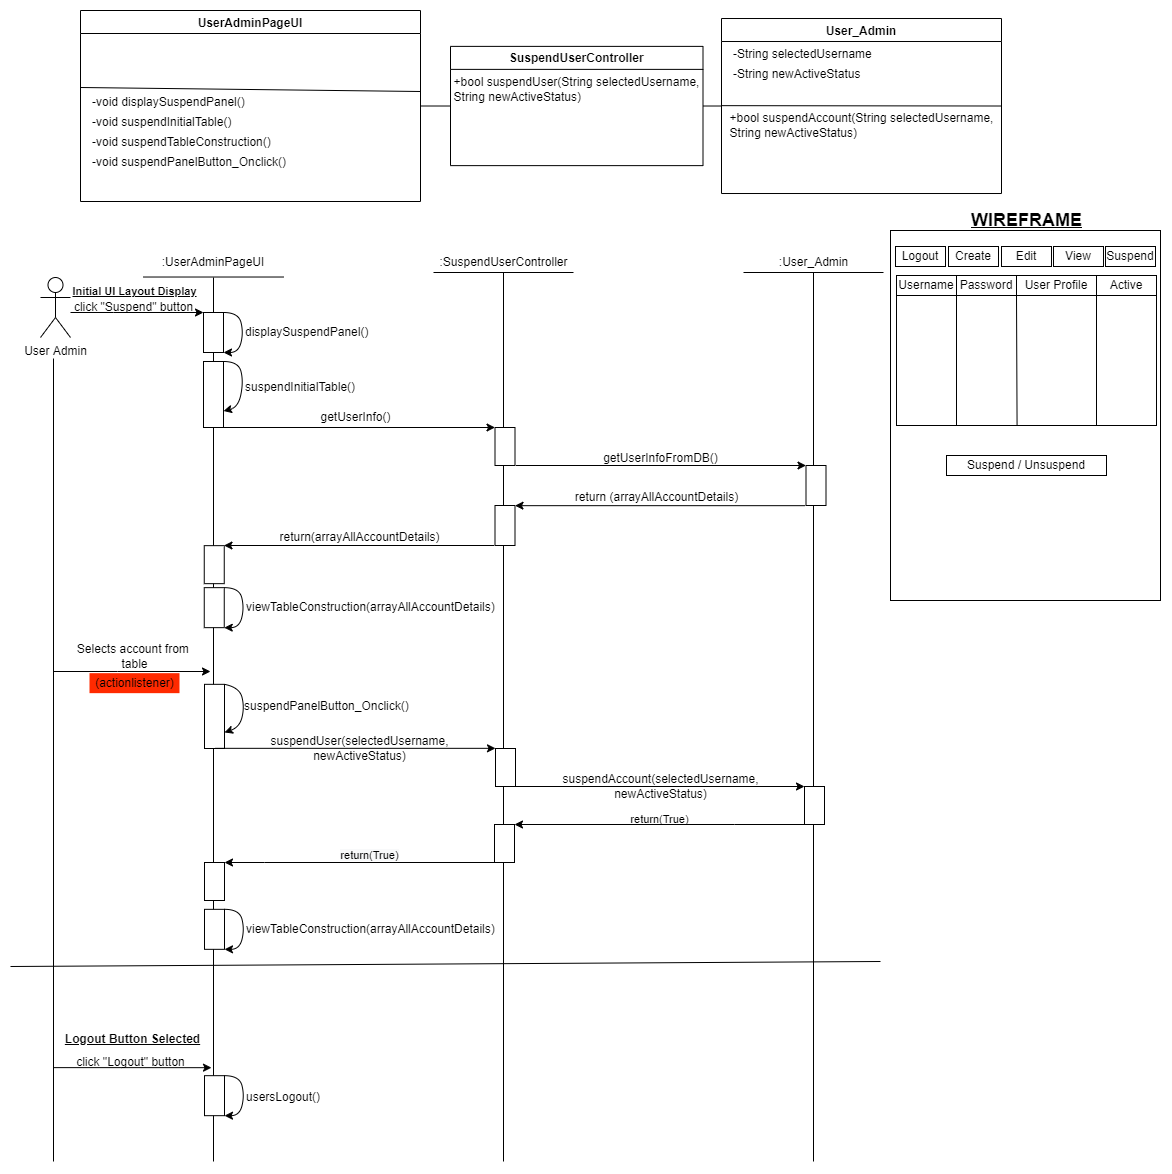 UserAdminPageUI
-void displaySuspendPanel()
-void suspendInitialTable()
-void suspendTableConstruction()
-void suspendPanelButton_Onclick()
SuspendUserController
+bool suspendUser(String selectedUsername,
String newActiveStatus)
User_Admin
-String selectedUsername
-String newActiveStatus
+bool suspendAccount(String selectedUsername,
String newActiveStatus)
WIREFRAME
Logout Create Edit View Suspend
Username Password User Profile Active
Suspend / Unsuspend
:UserAdminPageUI
:SuspendUserController
:User_Admin
User Admin
Initial UI Layout Display
click "Suspend" button
displaySuspendPanel()
suspendInitialTable()
getUserInfo()
getUserInfoFromDB()
return (arrayAllAccountDetails)
return(arrayAllAccountDetails)
viewTableConstruction(arrayAllAccountDetails)
Selects account from
table
(actionlistener)
suspendPanelButton_Onclick()
suspendUser(selectedUsername,
newActiveStatus)
suspendAccount(selectedUsername,
newActiveStatus)
return(True)
return(True)
viewTableConstruction(arrayAllAccountDetails)
Logout Button Selected
click "Logout" button
usersLogout()